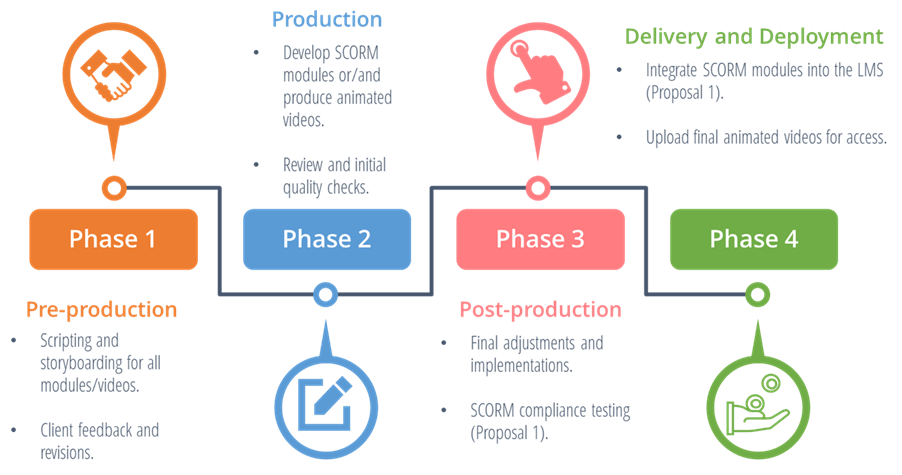 Production
• Develop SCORM
modules or/and
produce animated
videos.
• Review and initial
quality checks.
Delivery and Deployment
• Integrate SCORM modules into the LMS
(Proposal 1).
• Upload final animated videos for access.
Phase 1
Phase 2
Phase 3
Phase 4
Pre-production
• Scripting and
storyboarding for all
modules/videos.
• Client feedback and
revisions.
Post-production
• Final adjustments and
implementations.
• SCORM compliance testing
(Proposal 1).